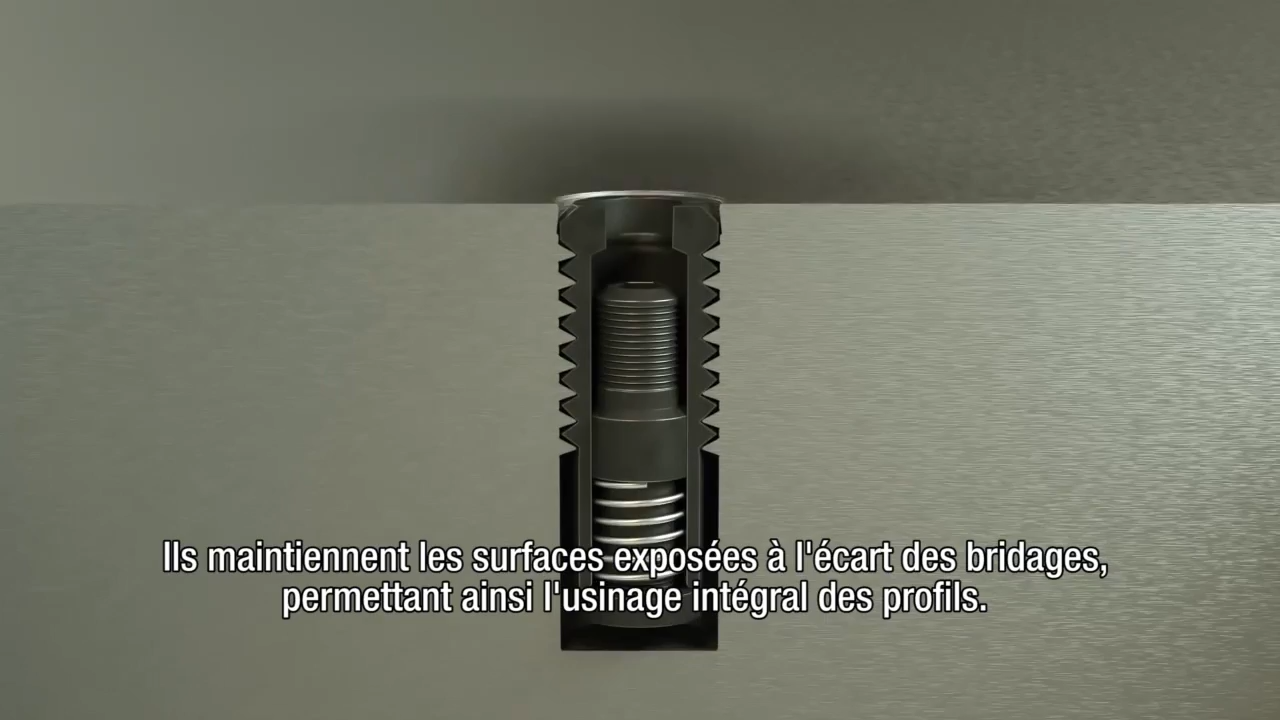 Ils maintiennent les surfaces exposées à l'écart des bridages,
permettant ainsi l'usinage intégral des profils.